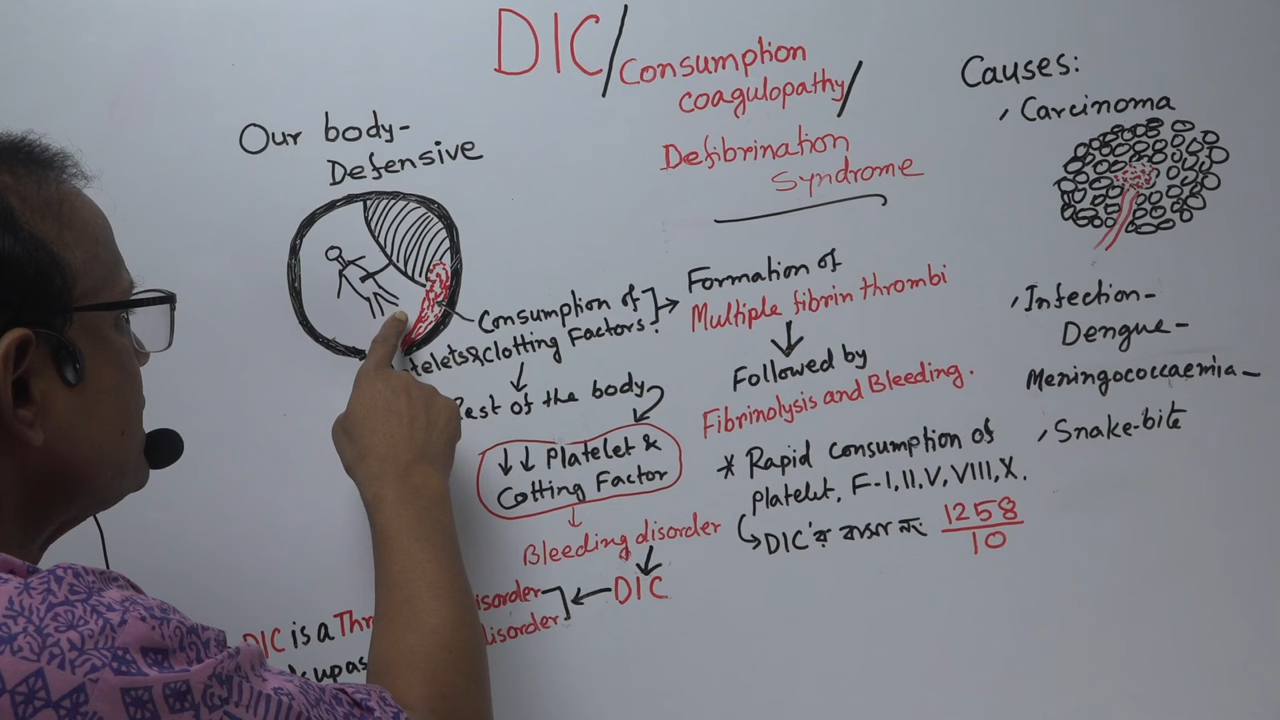 DIC/
Consumption
coagulopathy/
Defibrination
Syndrome
Our body-
Defensive
Consumption of
&clotting Factors.
Rest of the body
↓↓ Platelet &
Cotting Factor
Bleeding disorder
DIC
DIC is a
disorder
disorder
Formation of
Multiple fibrin thrombi
Followed by
Fibrinolysis and Bleeding.
* Rapid consumption of
platelet, F-I,II,V,VIII,X.
DIC'র বাসার নং 1258/10
Causes:
, Carcinoma
, Infection-
Dengue-
Meningococcaemia-
, Snake-bite